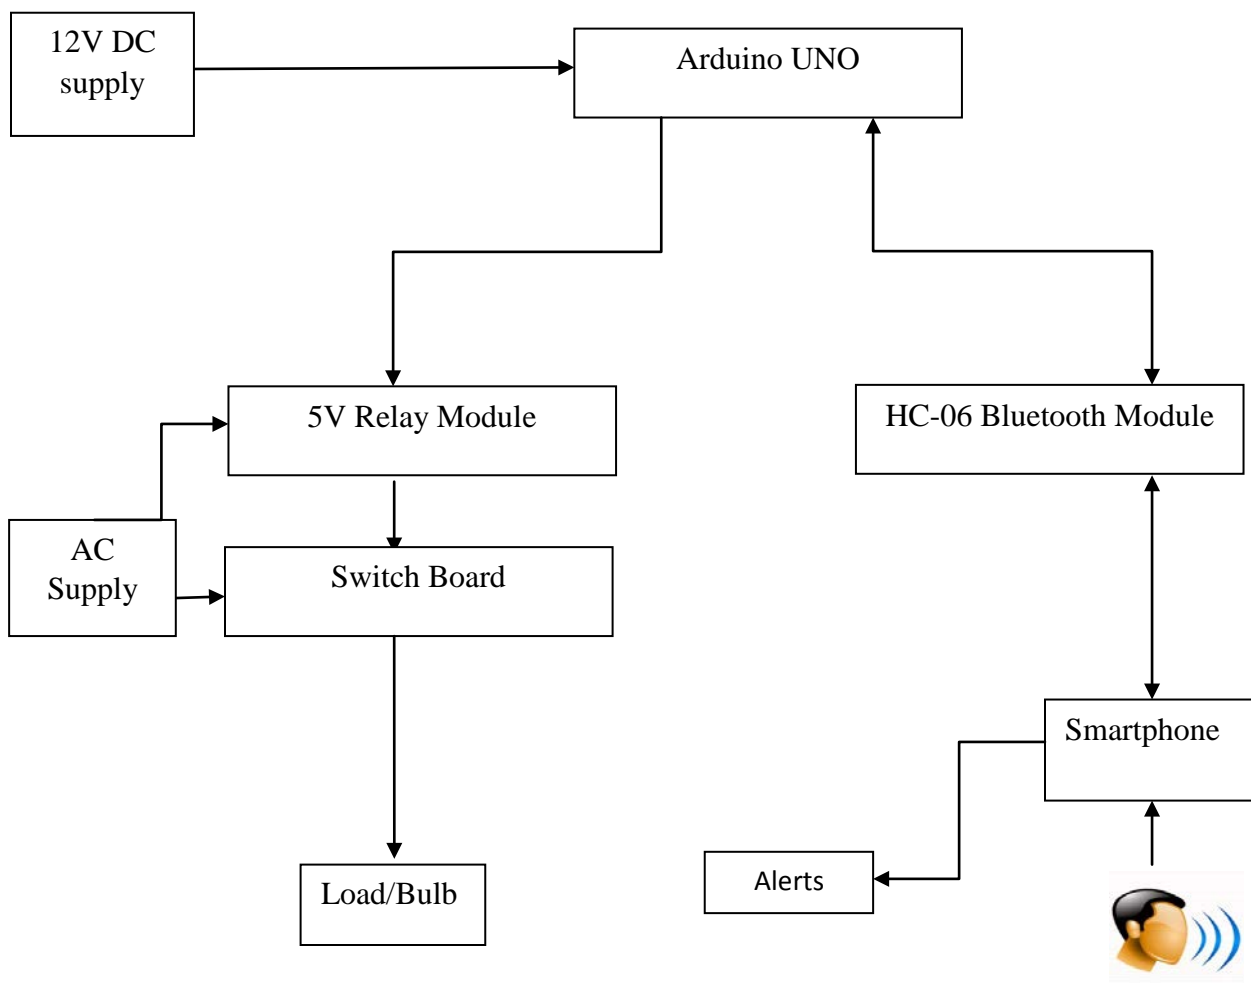 12V DC
supply
Arduino UNO
5V Relay Module
HC-06 Bluetooth Module
AC
Supply
Switch Board
Smartphone
Alerts
Load/Bulb